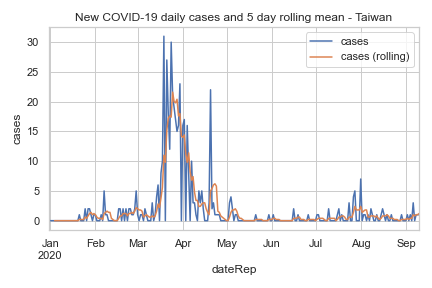 New COVID-19 daily cases and 5 day rolling mean - Taiwan
cases
cases (rolling)
30
25
20
15
10
5
0
cases
Jan Feb Mar Apr May Jun Jul Aug Sep
2020
dateRep